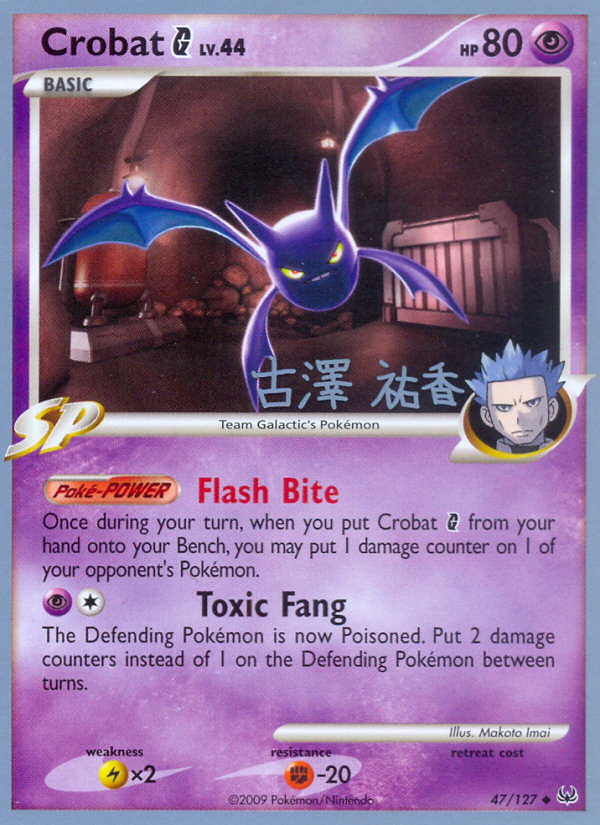 Crobat G LV.44
HP 80
BASIC
古澤 祐香
SP
Team Galactic's Pokémon
Poké-POWER Flash Bite
Once during your turn, when you put Crobat G from your
hand onto your Bench, you may put 1 damage counter on 1 of
your opponent's Pokémon.
Toxic Fang
The Defending Pokémon is now Poisoned. Put 2 damage
counters instead of 1 on the Defending Pokémon between
turns.
Illus. Makoto Imai
weakness resistance retreat cost
×2 -20
©2009 Pokémon/Nintendo 47/127